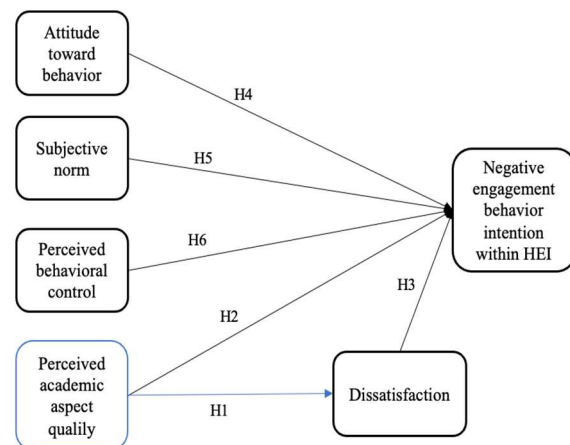 Attitude
toward
behavior
H4
Subjective
norm
H5
Negative
engagement
behavior
intention
within HEI
Perceived
behavioral
control
H6
H3
H2
Perceived
academic
aspect
qualily
H1
Dissatisfaction